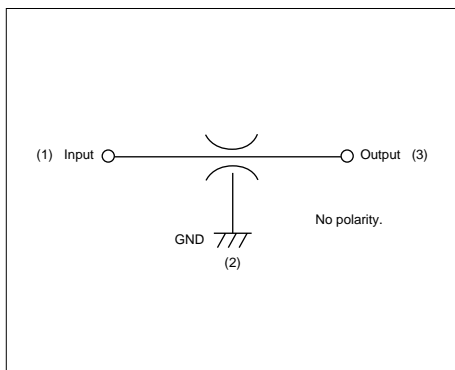 (1) Input Output (3)
No polarity.
GND
(2)